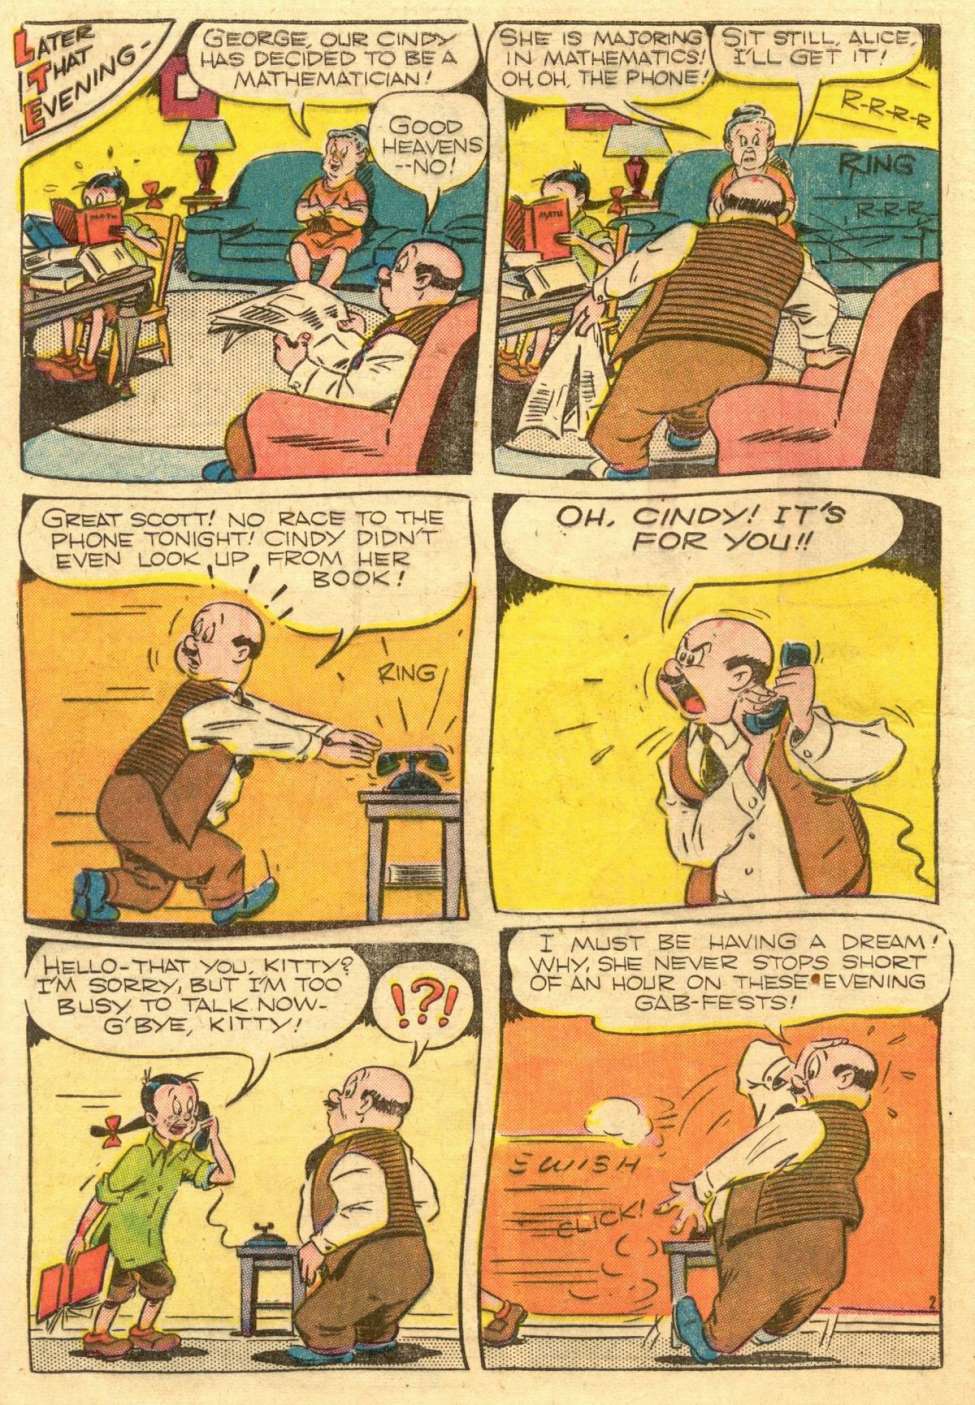 LATER
THAT
EVENING-
GEORGE, OUR CINDY
HAS DECIDED TO BE A
MATHEMATICIAN!
GOOD
HEAVENS
--NO!
MATH
SHE IS MAJORING
IN MATHEMATICS!
OH, OH, THE PHONE!
SIT STILL, ALICE,
I'LL GET IT!
R-R-R-R
RING
R-R-R
MATH
GREAT SCOTT! NO RACE TO THE
PHONE TONIGHT! CINDY DIDN'T
EVEN LOOK UP FROM HER
BOOK!
RING
OH, CINDY! IT'S
FOR YOU!!
HELLO-THAT YOU, KITTY?
I'M SORRY, BUT I'M TOO
BUSY TO TALK NOW-
G'BYE, KITTY!
!?!
I MUST BE HAVING A DREAM!
WHY, SHE NEVER STOPS SHORT
OF AN HOUR ON THESE EVENING
GAB-FESTS!
SWISH
CLICK!
2